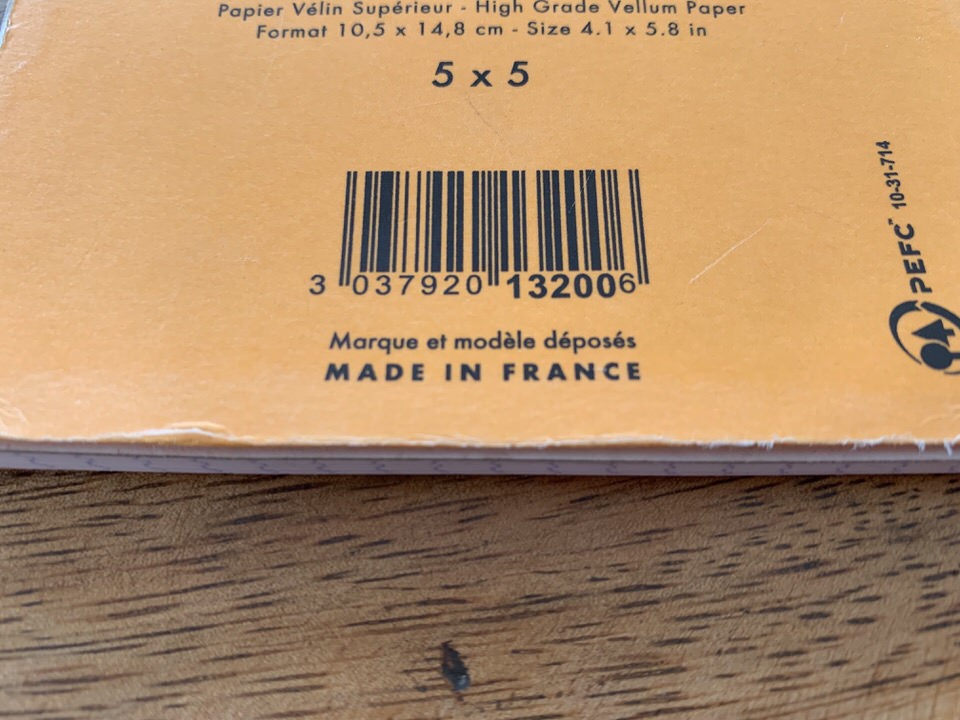 Papier Vélin Supérieur - High Grade Vellum Paper
Format 10,5 x 14,8 cm - Size 4.1 x 5.8 in
5 x 5
3 037920 132006
Marque et modèle déposés
MADE IN FRANCE
PEFC™ 10-31-714